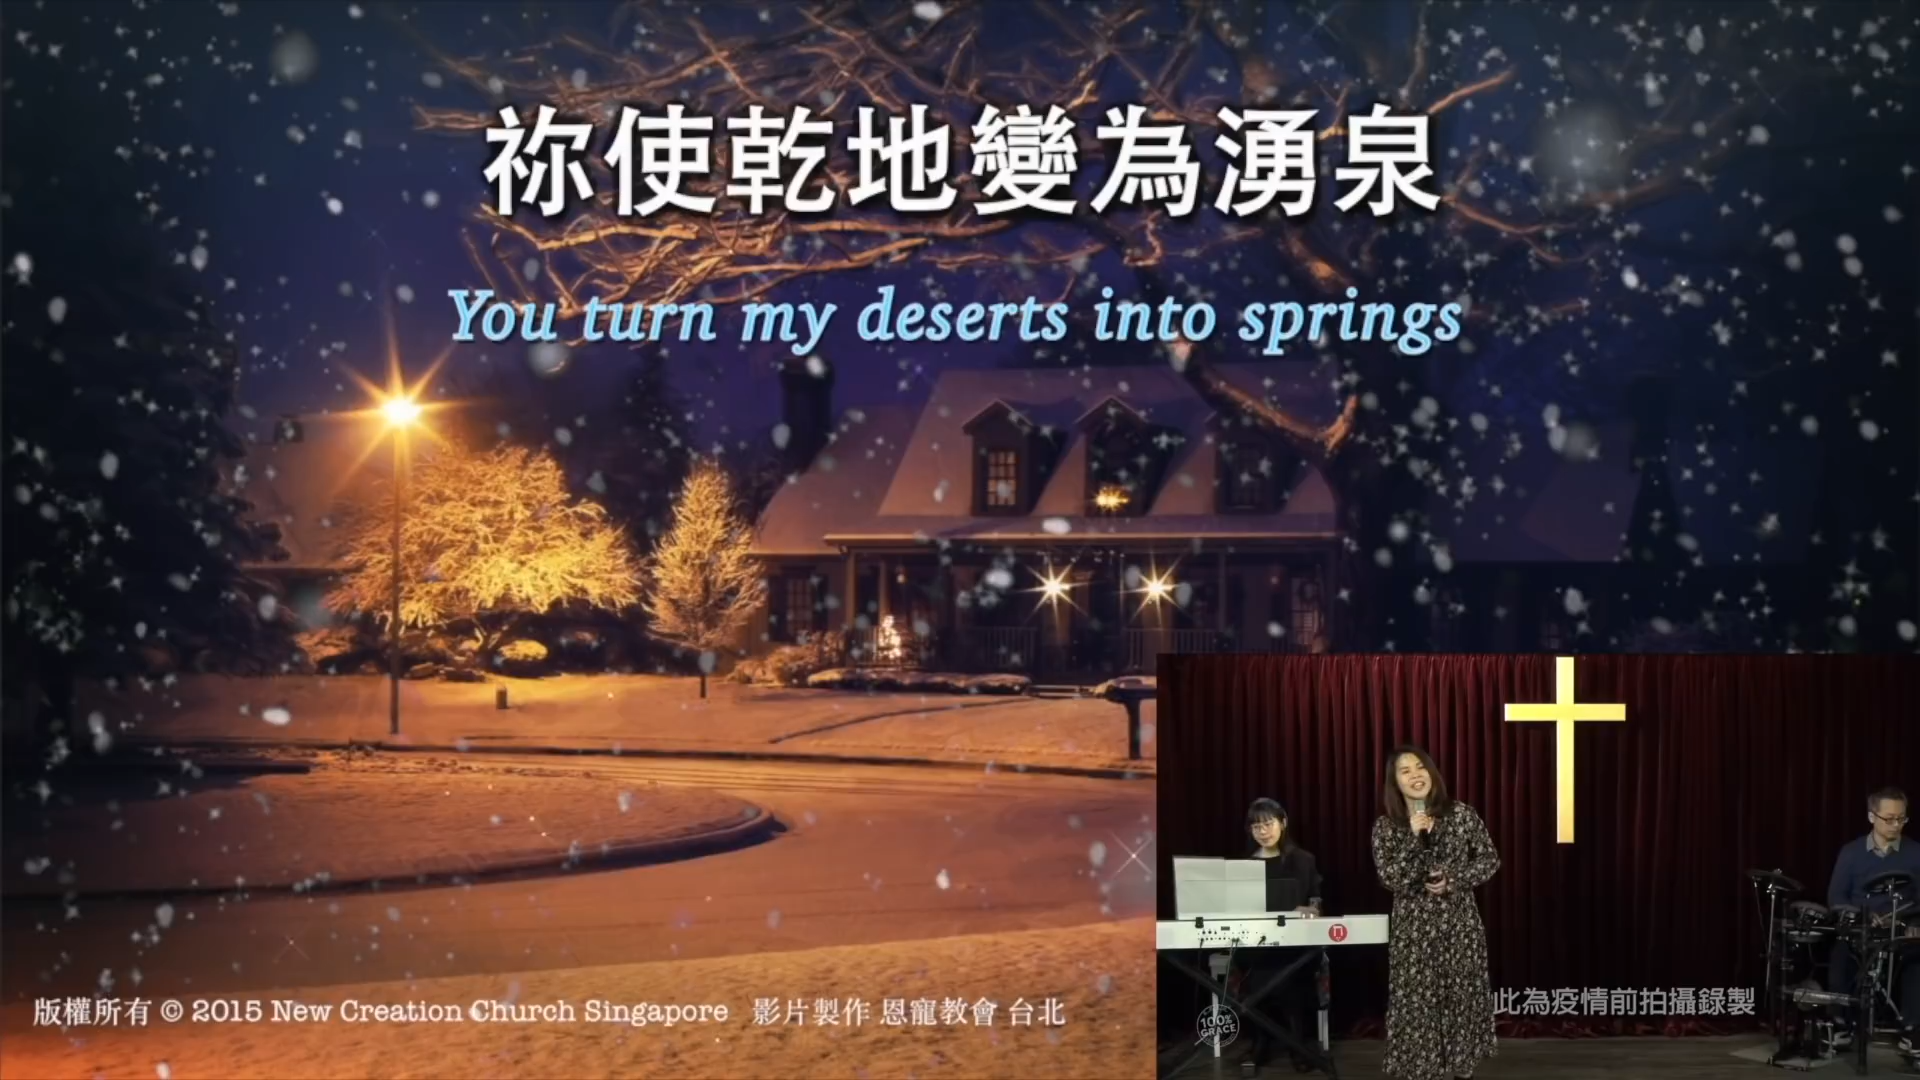 祢使乾地變為湧泉
You turn my deserts into springs
版權所有 © 2015 New Creation Church Singapore 影片製作 恩寵教會 台北
此為疫情前拍攝錄製
100%
GRACE